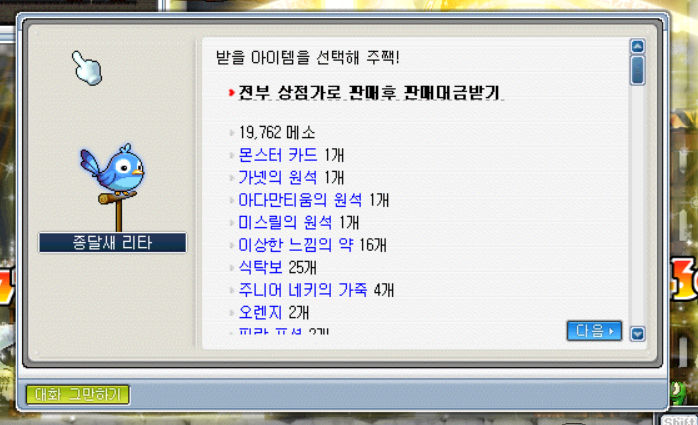 받을 아이템을 선택해 주짹!
전부 상점가로 판매후 판매대금받기
19,762 메소
몬스터 카드 1개
가넷의 원석 1개
아다만티움의 원석 1개
미스릴의 원석 1개
이상한 느낌의 약 16개
종달새 리타
식탁보 25개
주니어 네키의 가죽 4개
오렌지 2개
다음
대화 그만하기
Shift